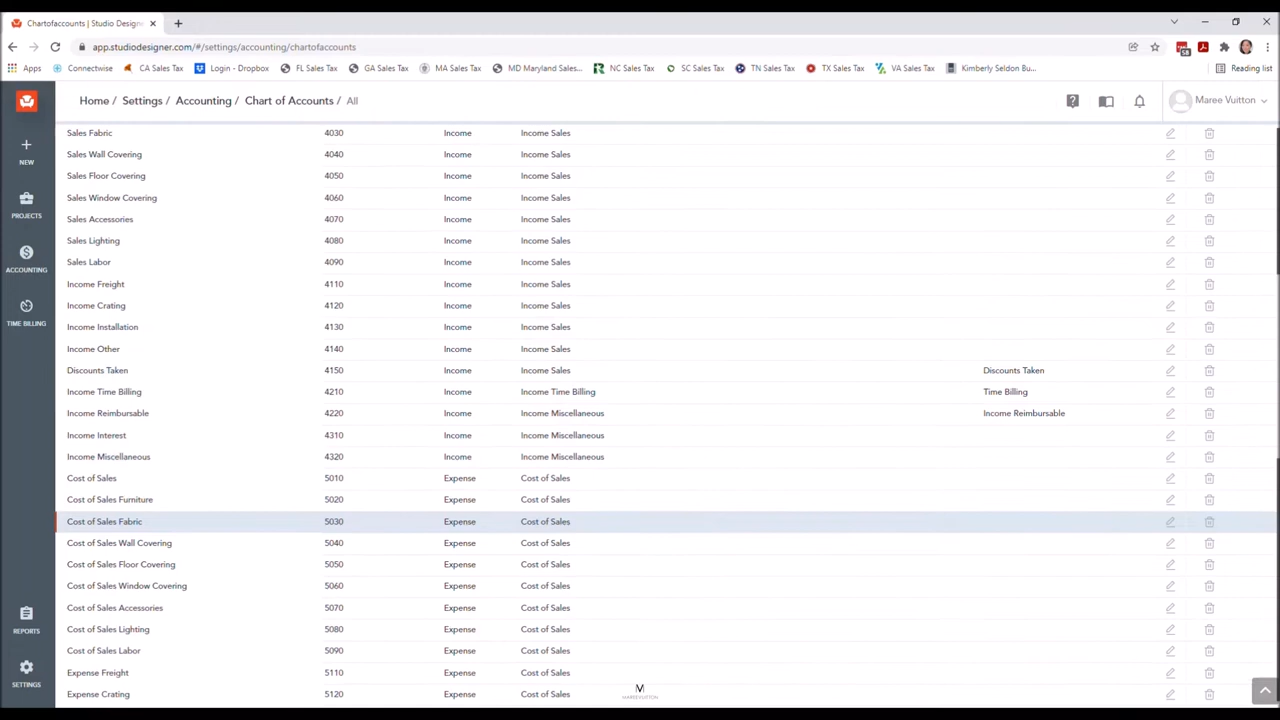 Chartofaccounts | Studio Design
app.studiodesigner.com/#/settings/accounting/chartofaccounts
58
Apps Connectwise CA Sales Tax Login - Dropbox FL Sales Tax GA Sales Tax MA Sales Tax MD Maryland Sales... NC Sales Tax SC Sales Tax TN Sales Tax TX Sales Tax VA Sales Tax Kimberly Seldon Bu... Reading list
Home / Settings / Accounting / Chart of Accounts / All
Maree Vuitton
NEW
PROJECTS
ACCOUNTING
TIME BILLING
REPORTS
SETTINGS
Sales Fabric 4030 Income Income Sales
Sales Wall Covering 4040 Income Income Sales
Sales Floor Covering 4050 Income Income Sales
Sales Window Covering 4060 Income Income Sales
Sales Accessories 4070 Income Income Sales
Sales Lighting 4080 Income Income Sales
Sales Labor 4090 Income Income Sales
Income Freight 4110 Income Income Sales
Income Crating 4120 Income Income Sales
Income Installation 4130 Income Income Sales
Income Other 4140 Income Income Sales
Discounts Taken 4150 Income Income Sales Discounts Taken
Income Time Billing 4210 Income Income Time Billing Time Billing
Income Reimbursable 4220 Income Income Miscellaneous Income Reimbursable
Income Interest 4310 Income Income Miscellaneous
Income Miscellaneous 4320 Income Income Miscellaneous
Cost of Sales 5010 Expense Cost of Sales
Cost of Sales Furniture 5020 Expense Cost of Sales
Cost of Sales Fabric 5030 Expense Cost of Sales
Cost of Sales Wall Covering 5040 Expense Cost of Sales
Cost of Sales Floor Covering 5050 Expense Cost of Sales
Cost of Sales Window Covering 5060 Expense Cost of Sales
Cost of Sales Accessories 5070 Expense Cost of Sales
Cost of Sales Lighting 5080 Expense Cost of Sales
Cost of Sales Labor 5090 Expense Cost of Sales
Expense Freight 5110 Expense Cost of Sales
Expense Crating 5120 Expense Cost of Sales
M
MAREEVUITTON